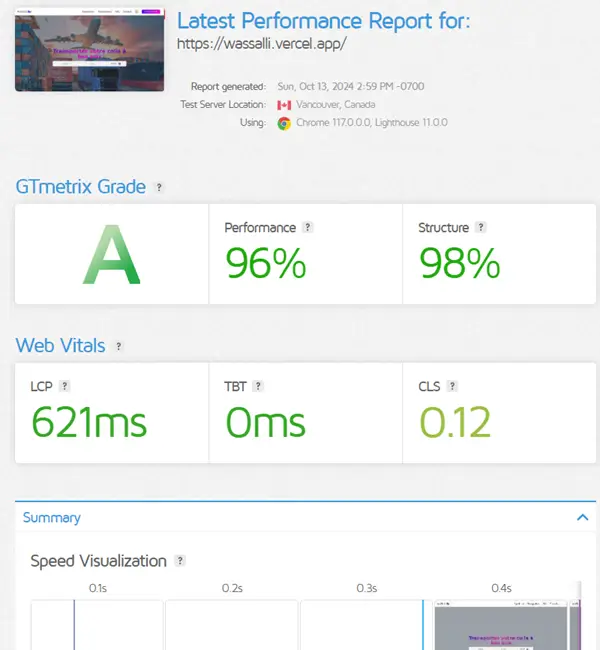 Latest Performance Report for:
https://wassalli.vercel.app/
Report generated: Sun, Oct 13, 2024 2:59 PM -0700
Test Server Location: Vancouver, Canada
Using: Chrome 117.0.0.0, Lighthouse 11.0.0
GTmetrix Grade ?
A
Performance ?
96%
Structure ?
98%
Web Vitals ?
LCP ?
621ms
TBT ?
0ms
CLS ?
0.12
Summary
Speed Visualization ?
0.1s 0.2s 0.3s 0.4s